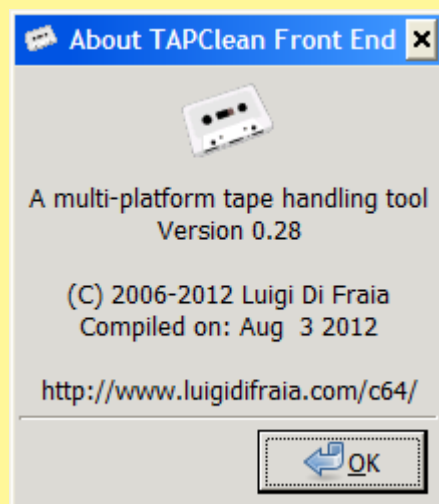 About TAPClean Front End
A multi-platform tape handling tool
Version 0.28
(C) 2006-2012 Luigi Di Fraia
Compiled on: Aug  3 2012
http://www.luigidifraia.com/c64/
OK